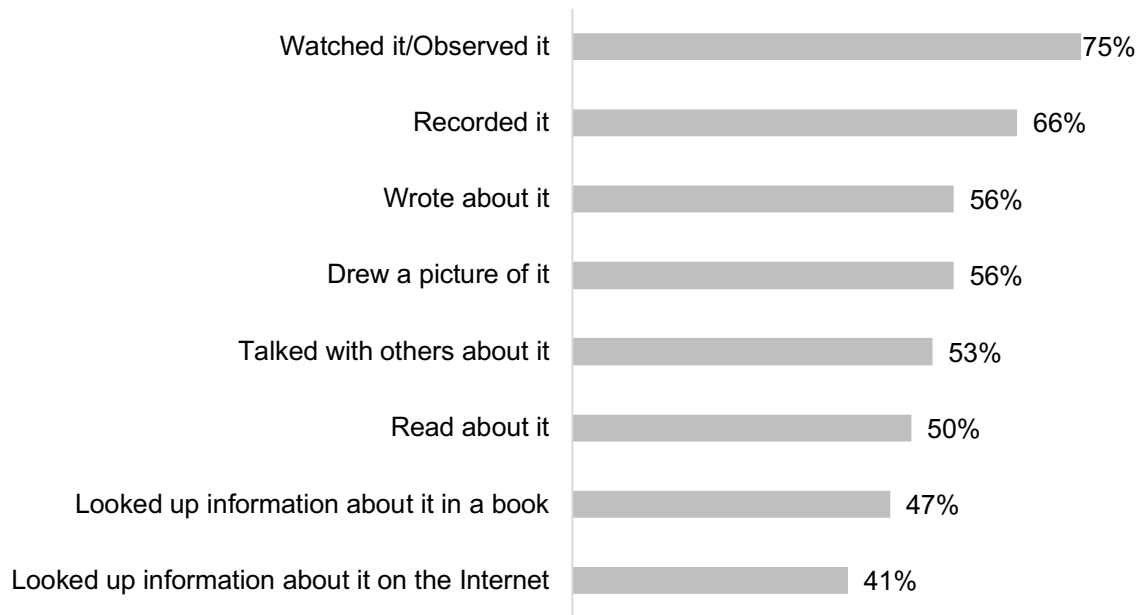 Watched it/Observed it 75%
Recorded it 66%
Wrote about it 56%
Drew a picture of it 56%
Talked with others about it 53%
Read about it 50%
Looked up information about it in a book 47%
Looked up information about it on the Internet 41%